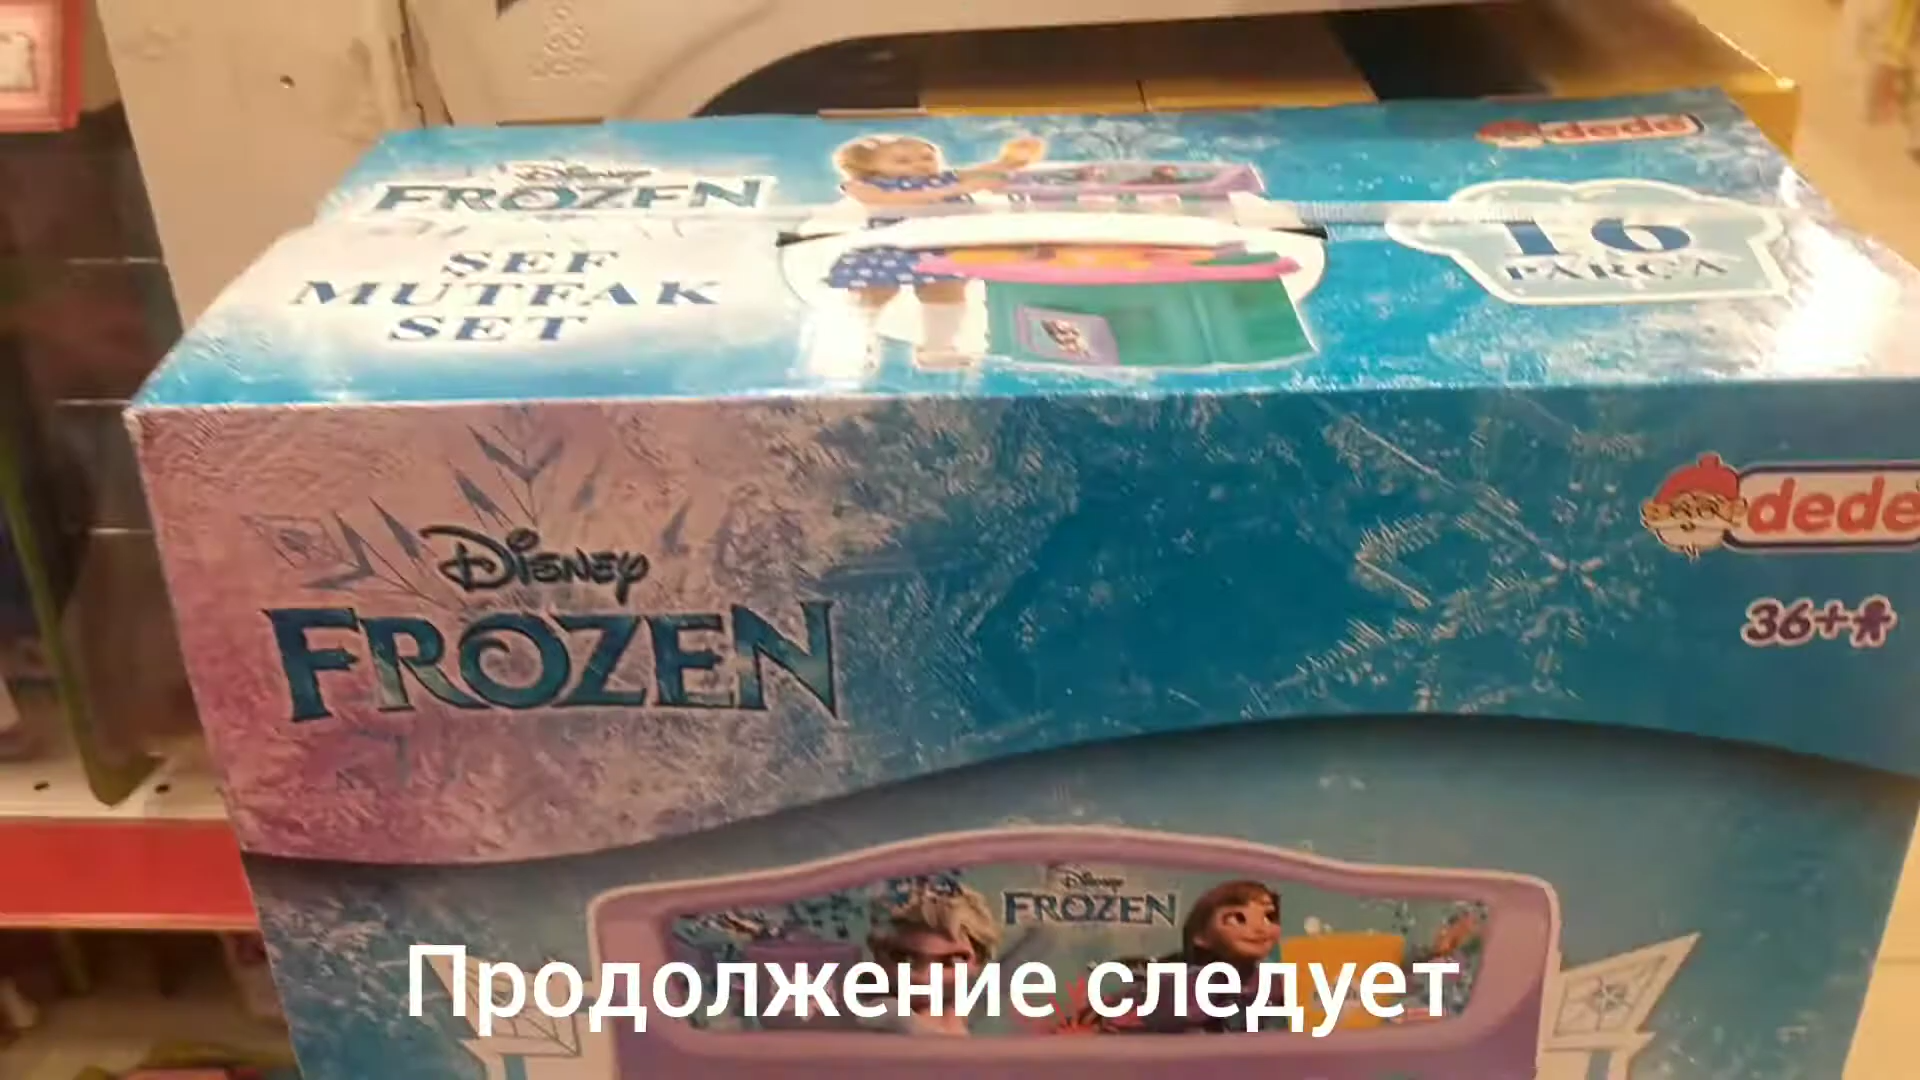 Disney
FROZEN
ŞEF
MUTFAK
SET
dede
16
PARÇA
Disney
FROZEN
dede
36+
Disney
FROZEN
Продолжение следует